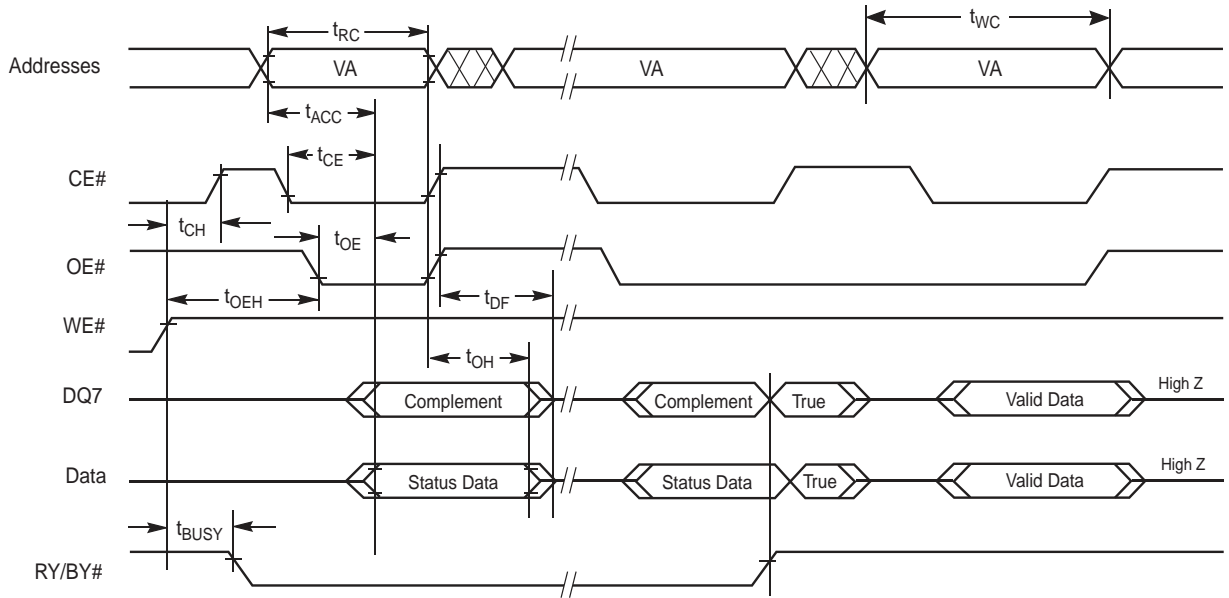 tRC
tWC
Addresses
VA
VA
VA
tACC
tCE
CE#
tCH
tOE
OE#
tOEH
tDF
WE#
tOH
DQ7
Complement
Complement
True
Valid Data
High Z
Data
Status Data
Status Data
True
Valid Data
High Z
tBUSY
RY/BY#